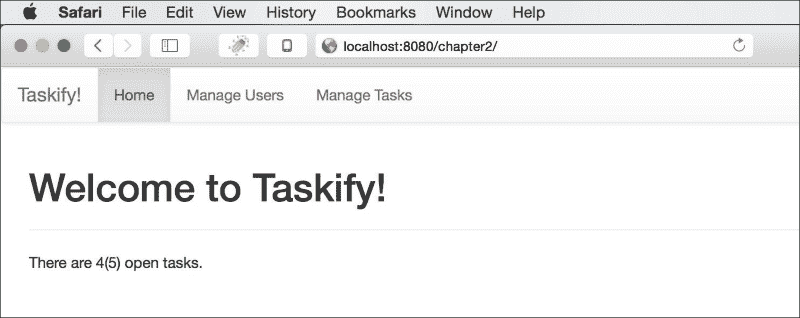 Safari File Edit View History Bookmarks Window Help
localhost:8080/chapter2/
Taskify! Home Manage Users Manage Tasks
Welcome to Taskify!
There are 4(5) open tasks.